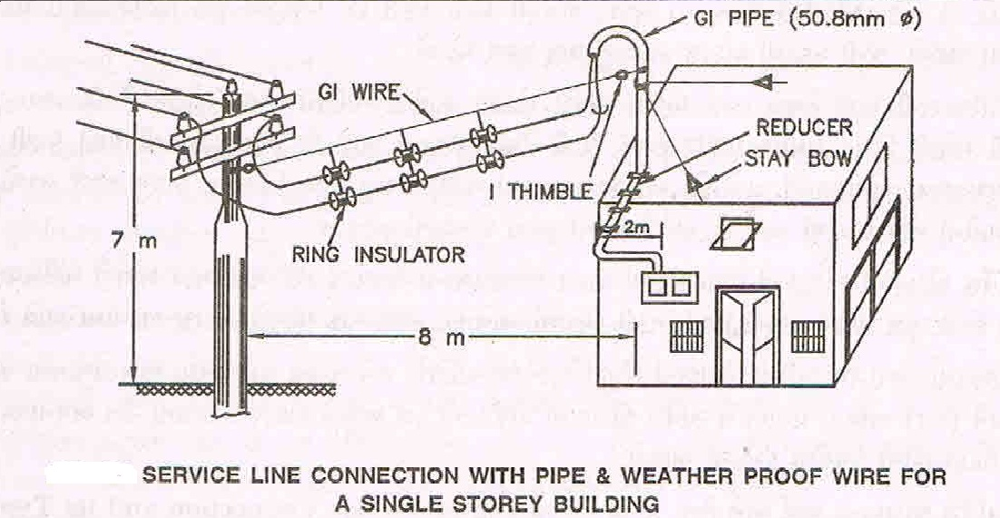 GI PIPE (50.8mm ø)
GI WIRE
REDUCER
STAY BOW
I THIMBLE
2m
7 m
RING INSULATOR
8 m
SERVICE LINE CONNECTION WITH PIPE & WEATHER PROOF WIRE FOR
A SINGLE STOREY BUILDING